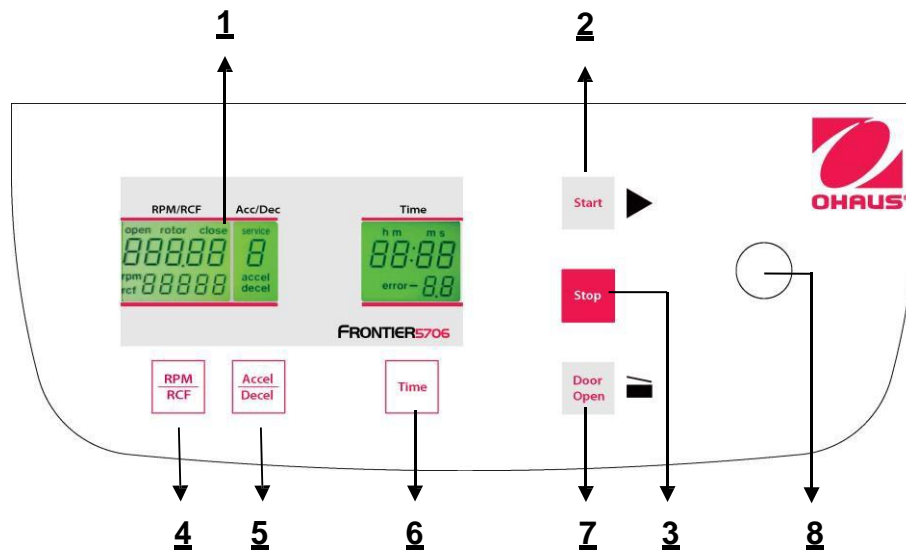 1 2
RPM/RCF Acc/Dec Time
open rotor close service h m m s
88888 8 88:88
rpm 88888 accel error - 8.8
rcf decel
FRONTIER5706
Start
Stop
Door
Open
RPM
RCF
Accel
Decel
Time
OHAUS
4 5 6 7 3 8